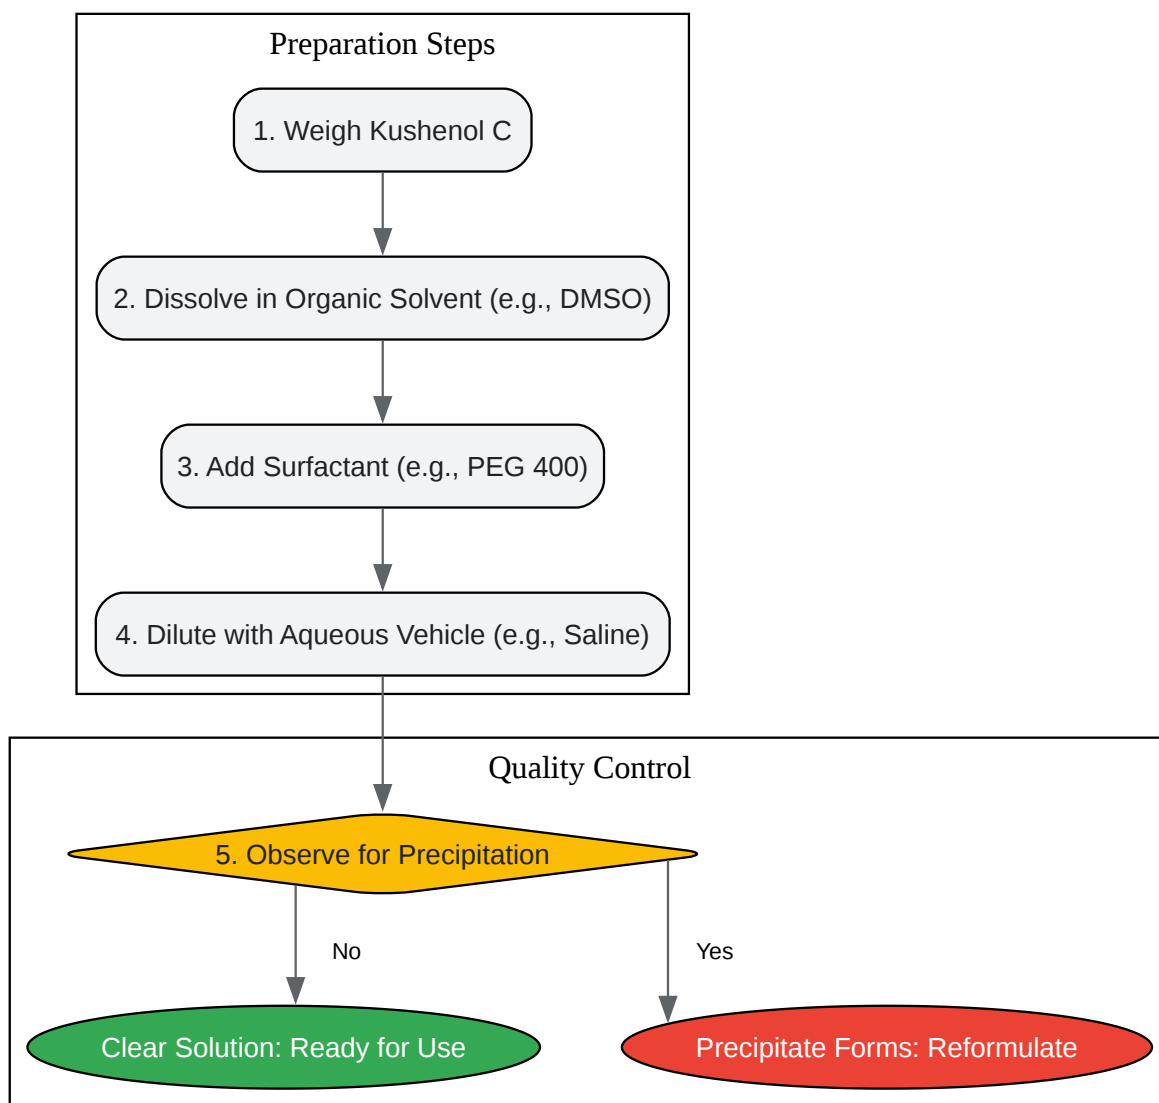 Preparation Steps
1. Weigh Kushenol C
2. Dissolve in Organic Solvent (e.g., DMSO)
3. Add Surfactant (e.g., PEG 400)
4. Dilute with Aqueous Vehicle (e.g., Saline)
Quality Control
5. Observe for Precipitation
No
Yes
Clear Solution: Ready for Use
Precipitate Forms: Reformulate